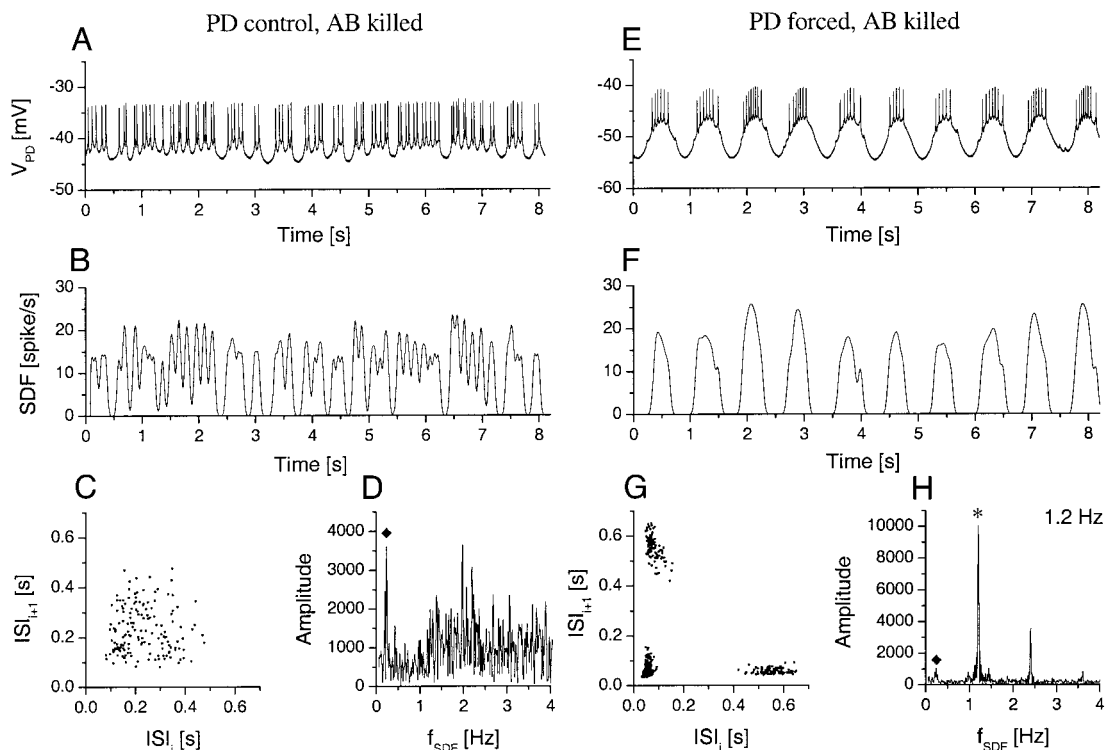 PD control, AB killed
A
V_PD [mV]
-30
-40
-50
0 1 2 3 4 5 6 7 8
Time [s]
B
SDF [spike/s]
30
20
10
0
0 1 2 3 4 5 6 7 8
Time [s]
C
ISI_i+1 [s]
0.6
0.4
0.2
0.0
0.0 0.2 0.4 0.6
ISI_i [s]
D
Amplitude
4000
3000
2000
1000
0
◆
0 1 2 3 4
f_SDF [Hz]
PD forced, AB killed
E
-40
-50
-60
0 1 2 3 4 5 6 7 8
Time [s]
F
30
20
10
0
0 1 2 3 4 5 6 7 8
Time [s]
G
ISI_i+1 [s]
0.6
0.4
0.2
0.0
0.0 0.2 0.4 0.6
ISI_i [s]
H
* 1.2 Hz
Amplitude
10000
8000
6000
4000
2000
0
◆
0 1 2 3 4
f_SDF [Hz]